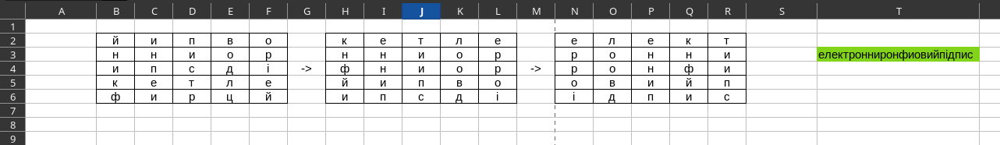 A B C D E F G H I J K L M N O P Q R S T
1
2 й и п в о к е т л е е л е к т
3 н н и о р н н и о р р о н н и електронниронфиовийпідпис
4 и п с д і -> ф н и о р -> р о н ф и
5 к е т л е й и п в о о в и й п
6 ф и р ц й и п с д і і д п и с
7
8
9